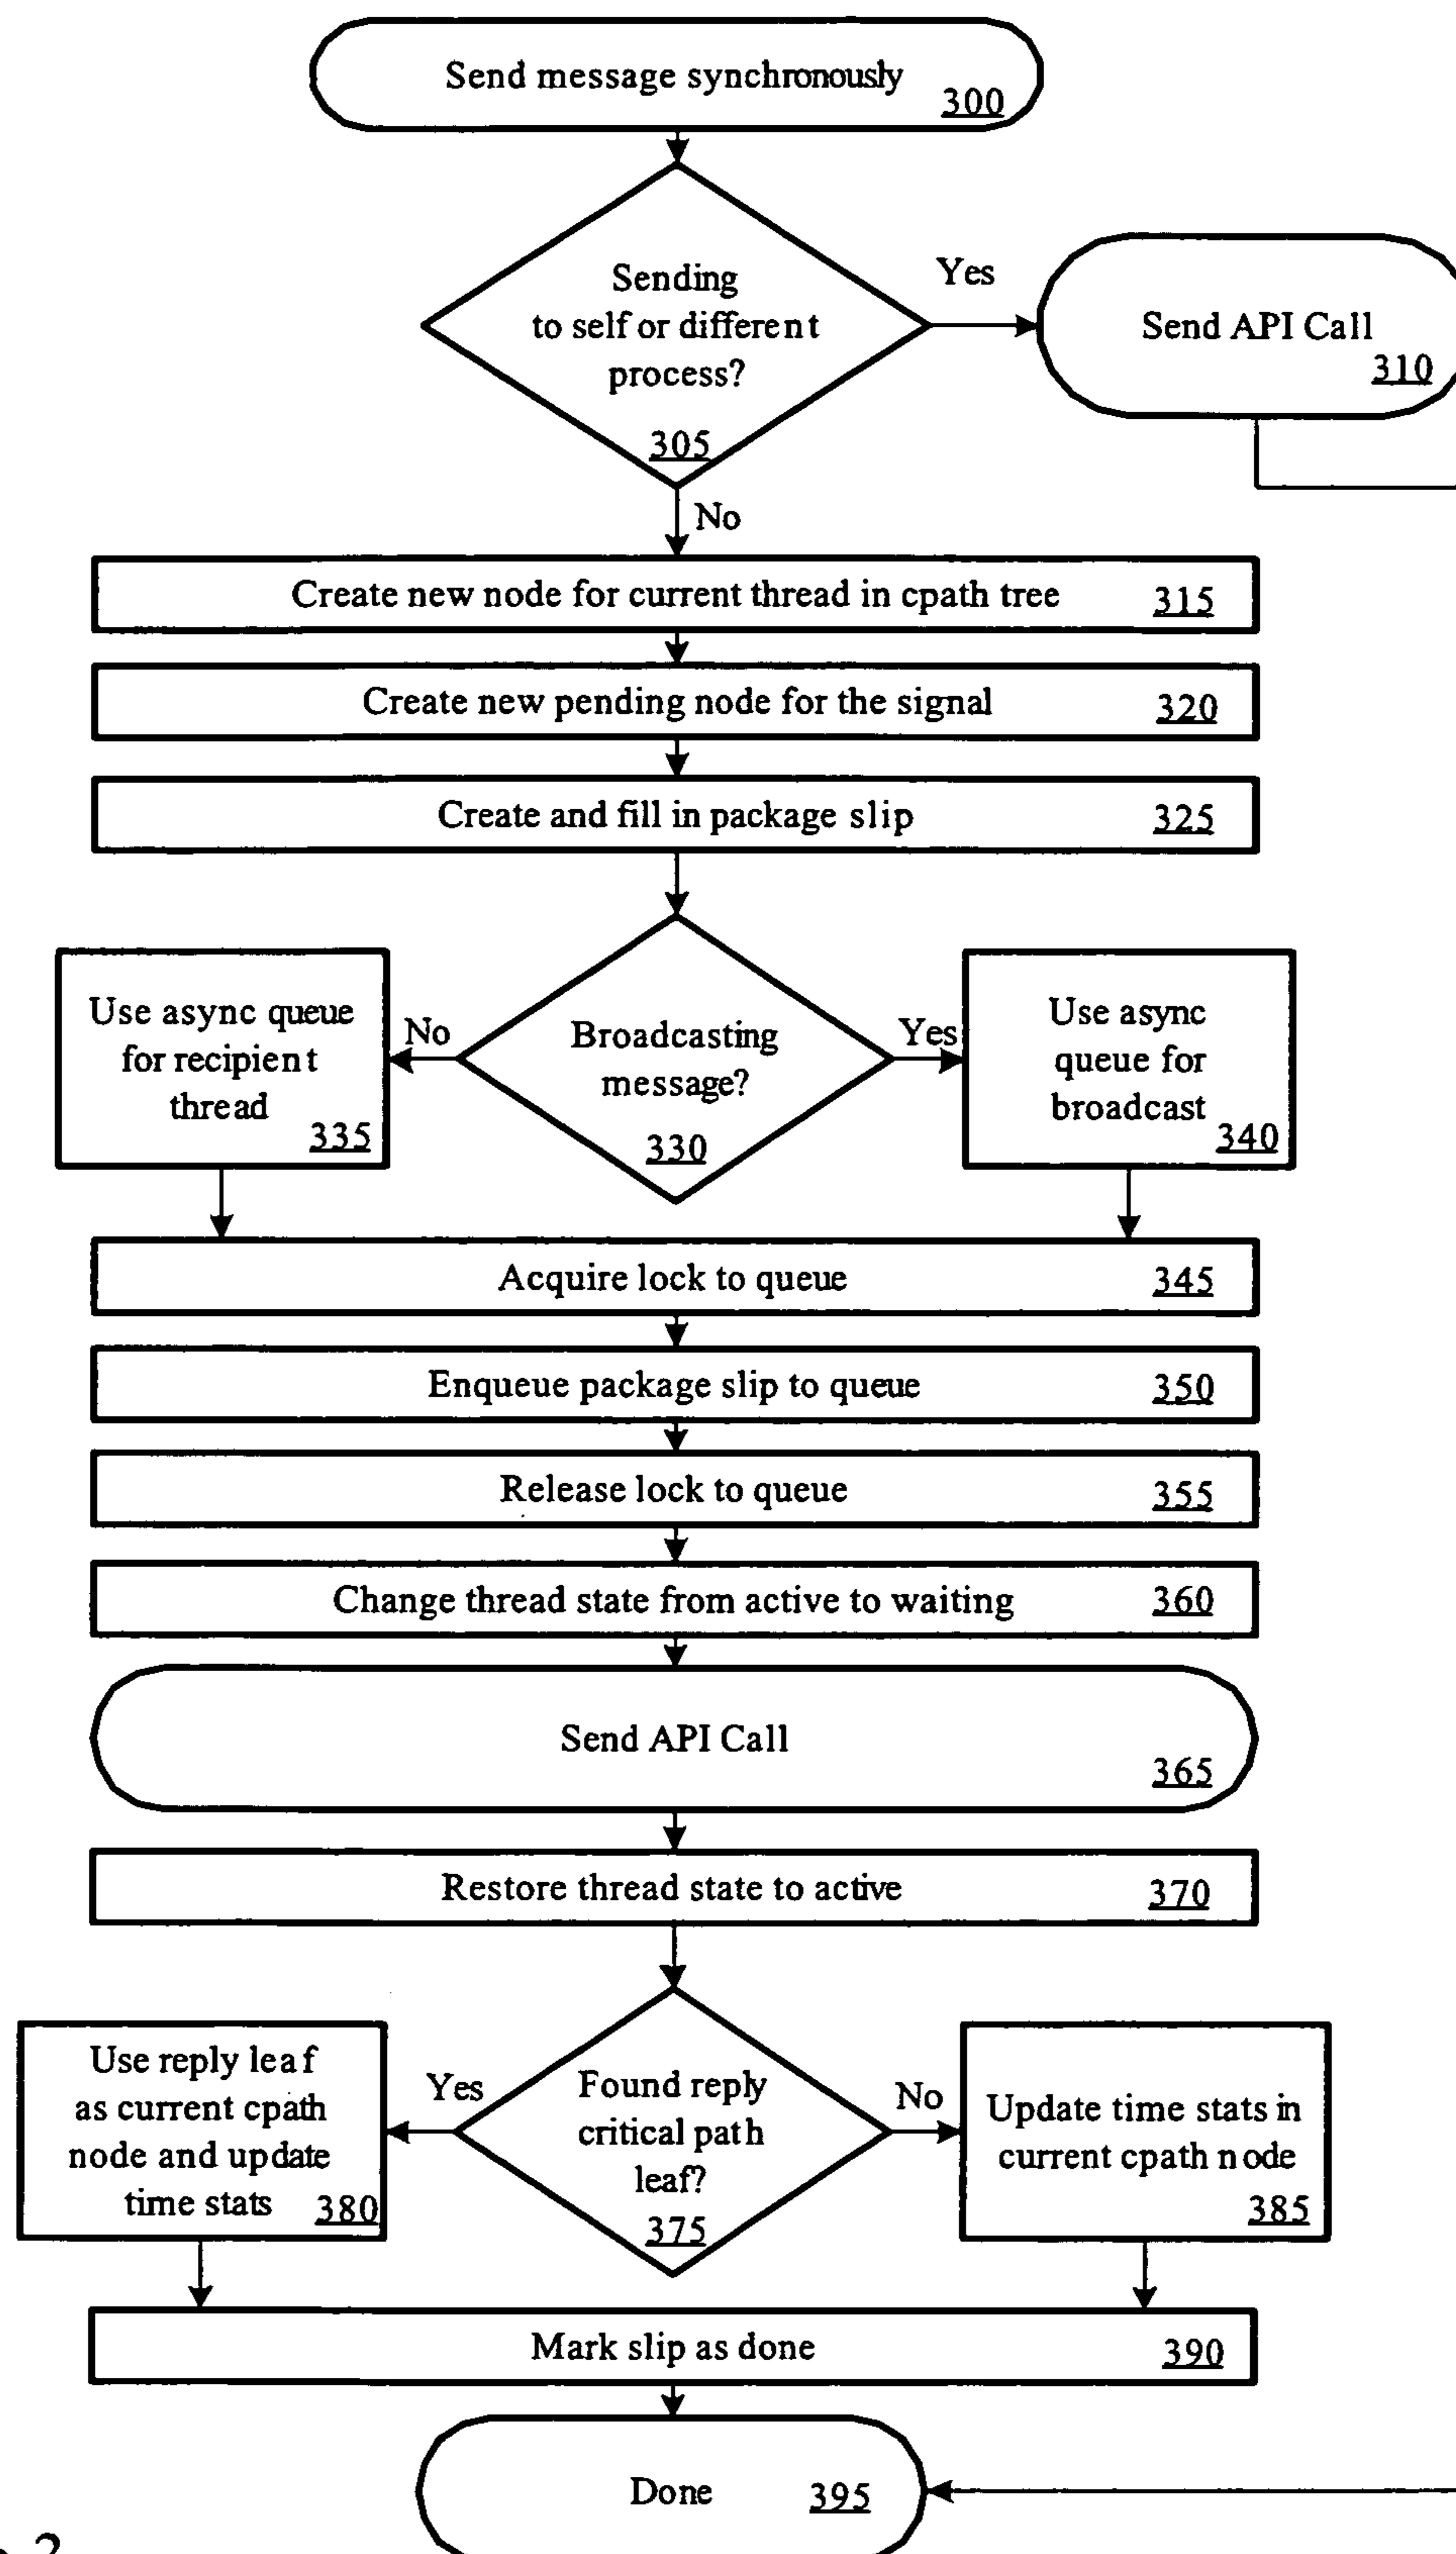 Send message synchronously
300
Sending
to self or different
process?
305
Yes
Send API Call
310
No
Create new node for current thread in cpath tree 315
Create new pending node for the signal 320
Create and fill in package slip 325
Use async queue
for recipient
thread
335
No
Broadcasting
message?
330
Yes
Use async
queue for
broadcast
340
Acquire lock to queue 345
Enqueue package slip to queue 350
Release lock to queue 355
Change thread state from active to waiting 360
Send API Call
365
Restore thread state to active 370
Use reply leaf
as current cpath
node and update
time stats 380
Yes
Found reply
critical path
leaf?
375
No
Update time stats in
current cpath node
385
Mark slip as done 390
Done 395